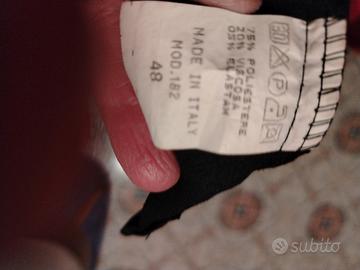 75% POLIESTERE
20% VISCOSA
05% ELASTAN
MADE IN ITALY
MOD.182
48
subito